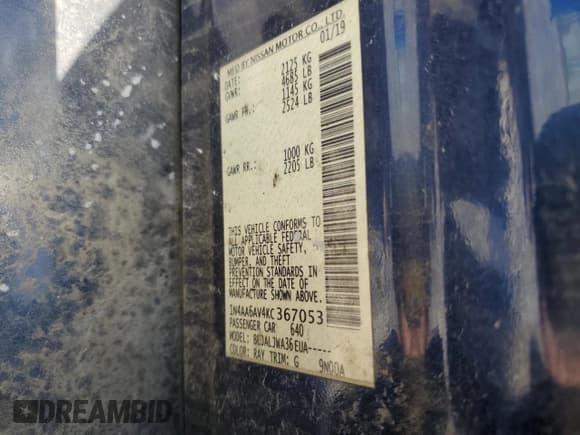 MFD BY NISSAN MOTOR CO., LTD.
DATE: 01/19
GVWR: 2125 KG
4685 LB
GAWR FR.: 1145 KG
2524 LB
GAWR RR.: 1000 KG
2205 LB
THIS VEHICLE CONFORMS TO
ALL APPLICABLE FEDERAL
MOTOR VEHICLE SAFETY,
BUMPER, AND THEFT
PREVENTION STANDARDS IN
EFFECT ON THE DATE OF
MANUFACTURE SHOWN ABOVE.
1N4AA6AV4KC367053
PASSENGER CAR 640
MODEL: BUDALJWA36EUA-----
COLOR: RAY TRIM: G 9N00A
DREAMBID